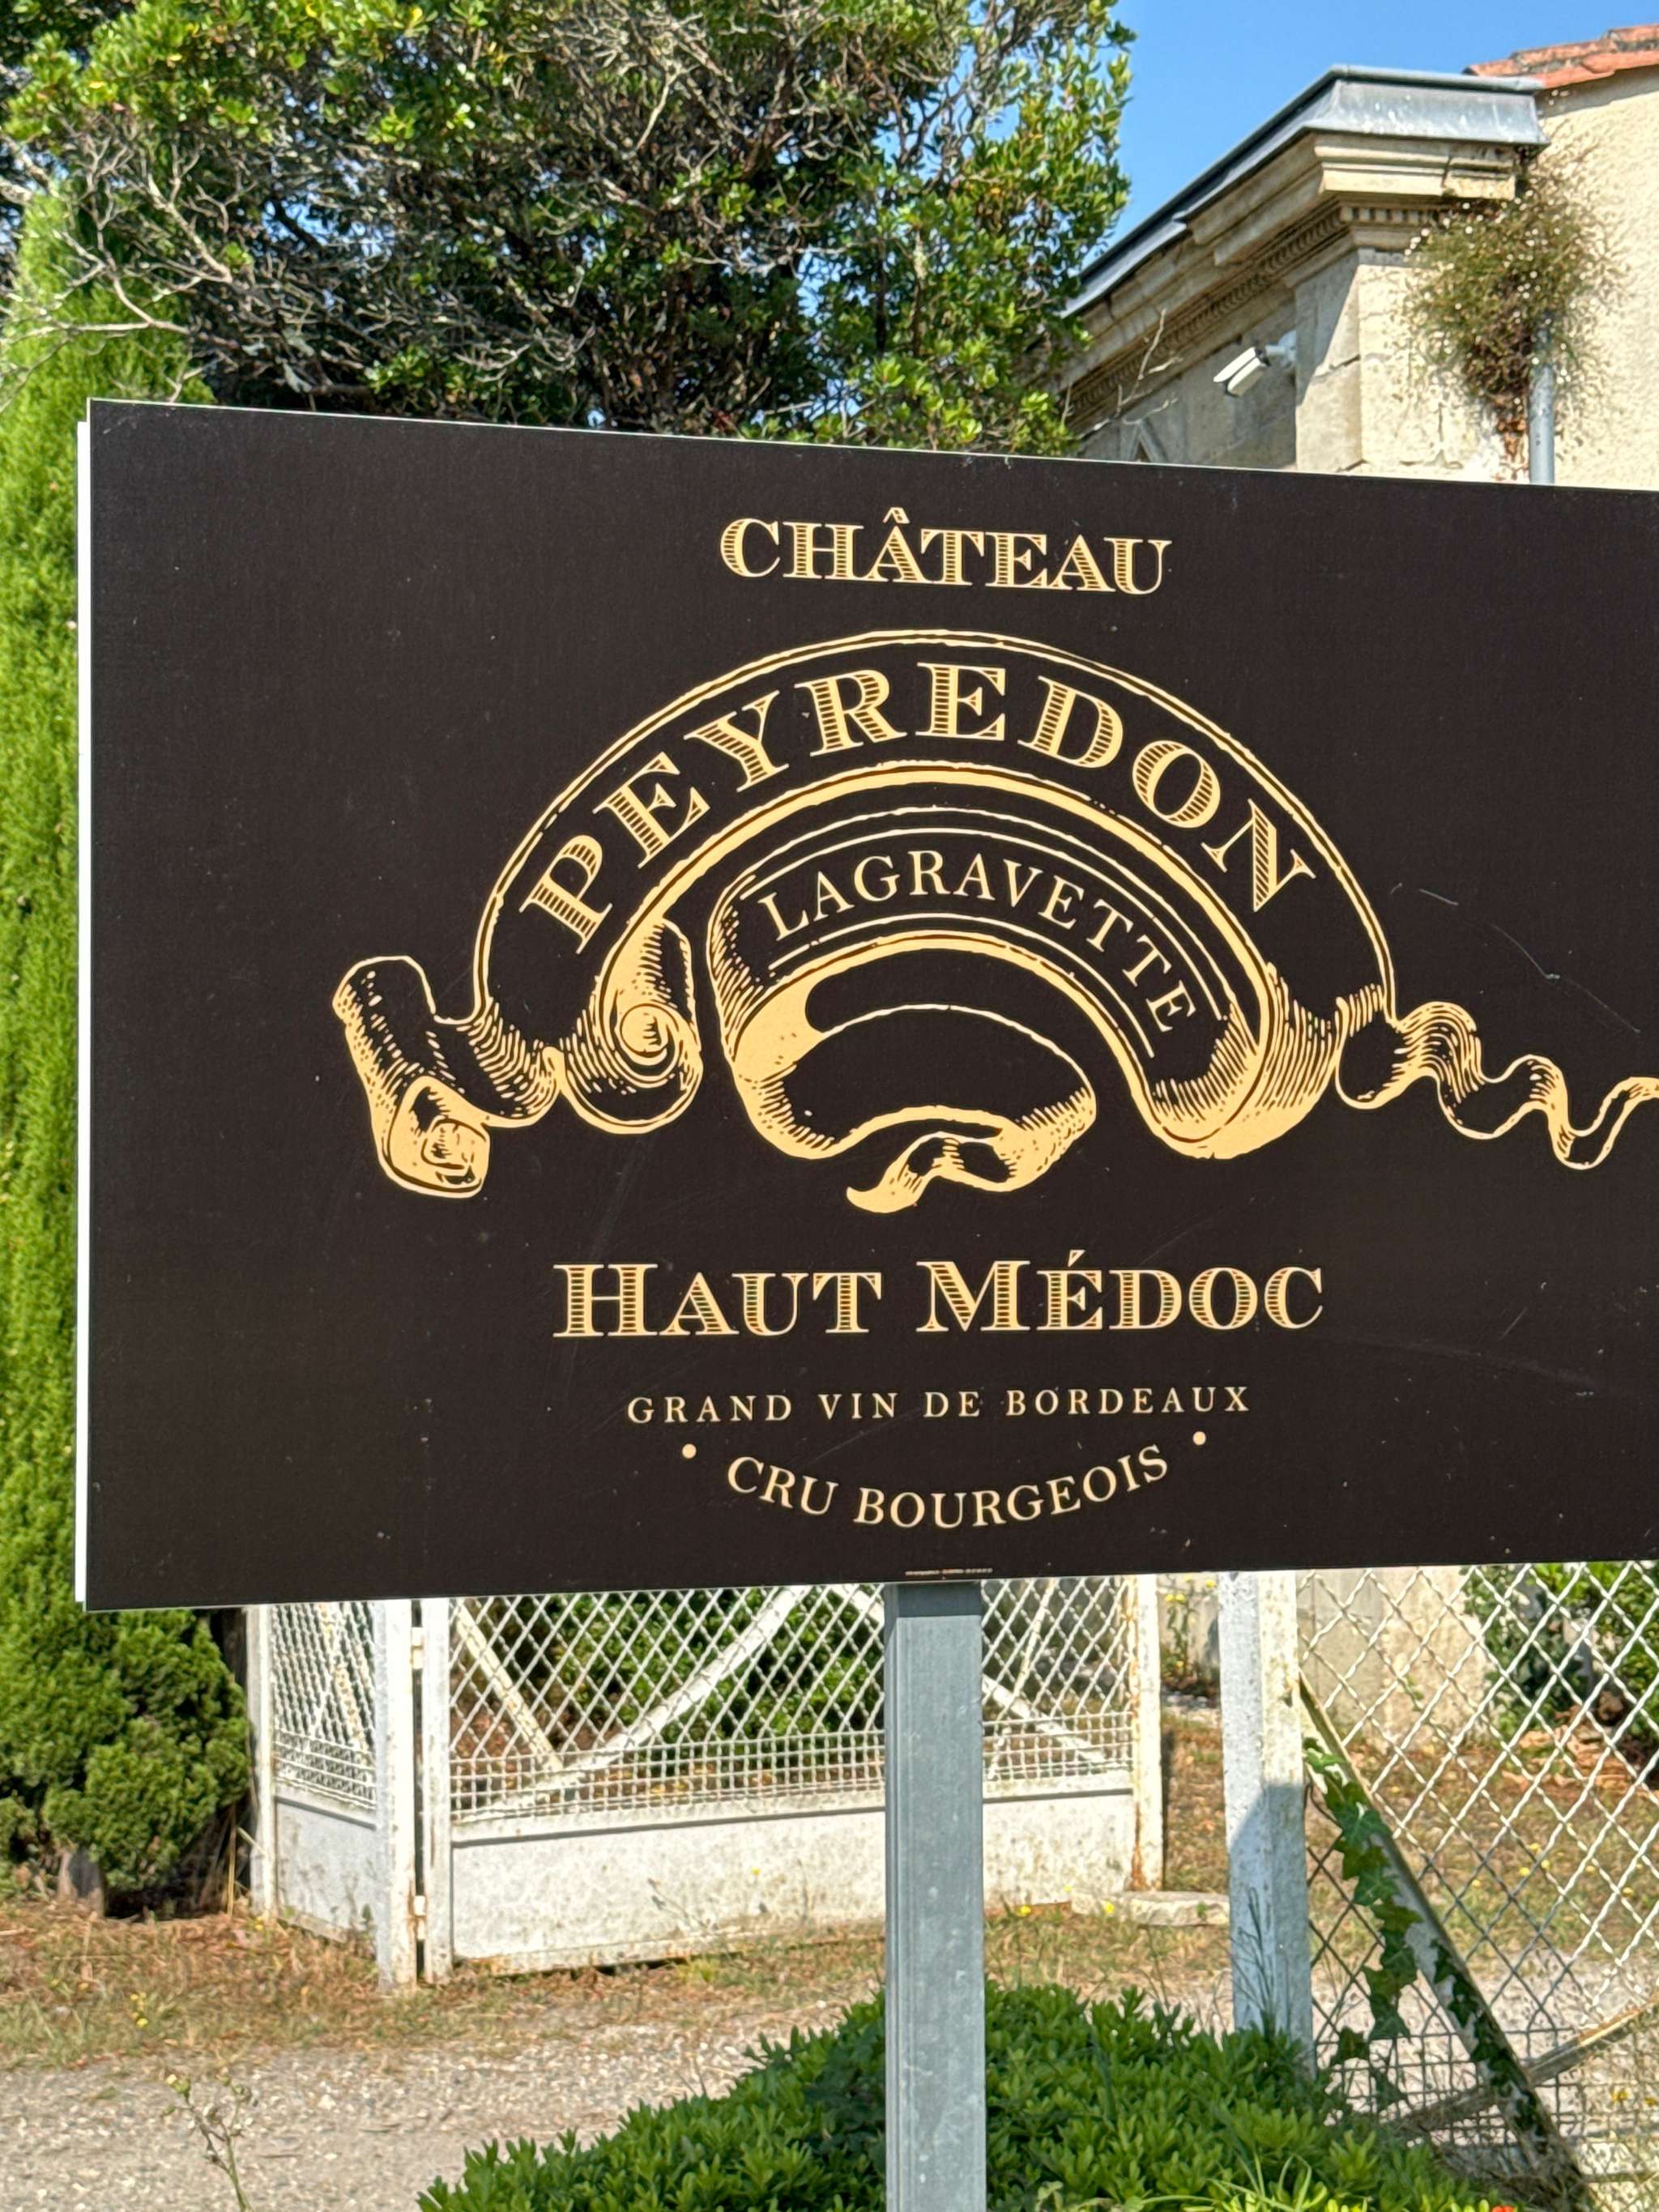 CHÂTEAU
PEYREDON
LAGRAVETTE
HAUT MÉDOC
GRAND VIN DE BORDEAUX
• CRU BOURGEOIS •